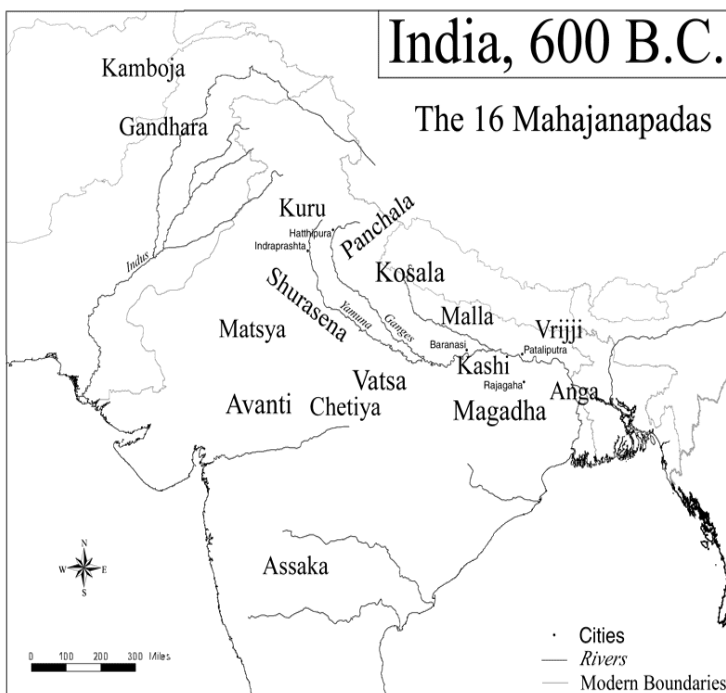 India, 600 B.C.
The 16 Mahajanapadas
Kamboja
Gandhara
Kuru
Hatthipura
Indraprashta
Panchala
Indus
Kosala
Shurasena
Yamuna
Ganges
Malla
Matsya
Vrijji
Baranasi
Pataliputra
Kashi
Vatsa
Rajagaha
Anga
Avanti
Chetiya
Magadha
N
W
E
S
Assaka
Cities
Rivers
Modern Boundaries
0 100 200 300 Miles